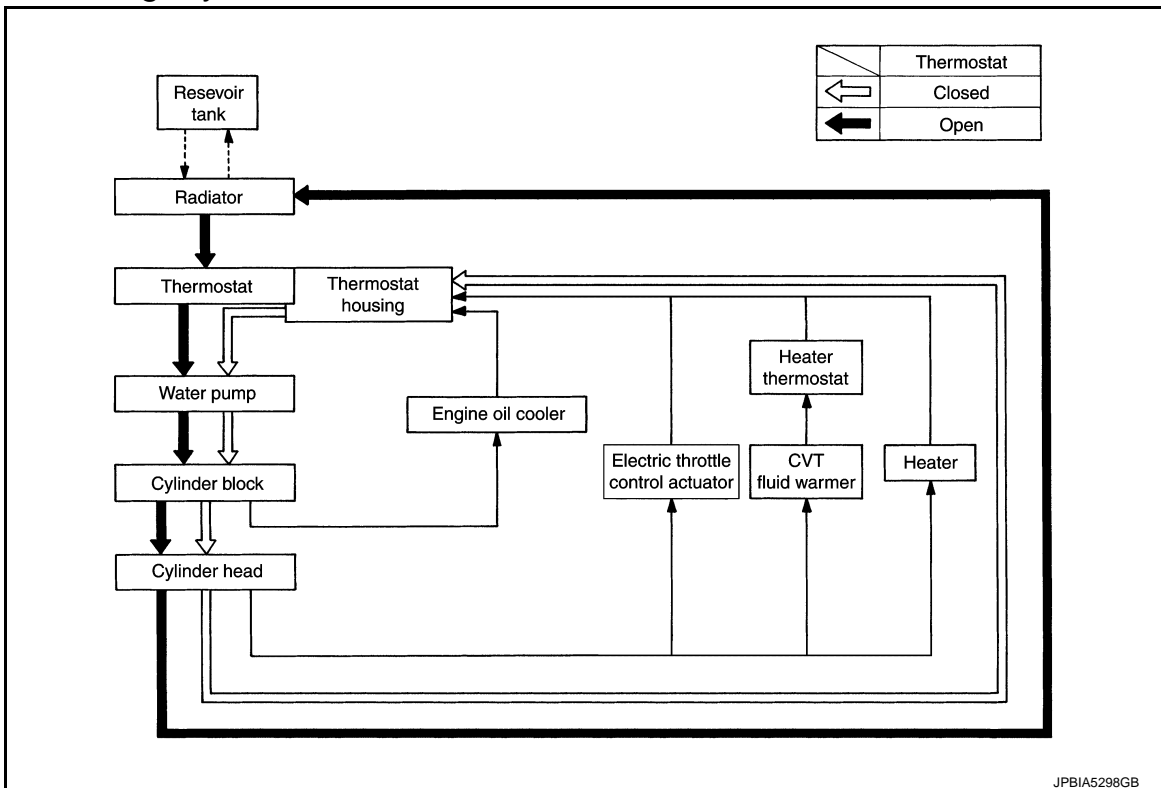 Thermostat
Closed
Open
Resevoir
tank
Radiator
Thermostat
Thermostat
housing
Water pump
Engine oil cooler
Heater
thermostat
Cylinder block
Electric throttle
control actuator
CVT
fluid warmer
Heater
Cylinder head
JPBIA5298GB